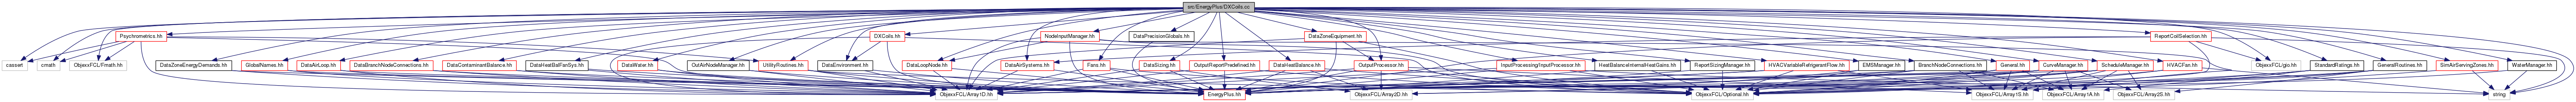 src/EnergyPlus/DXCoils.cc
Psychrometrics.hh
DXCoils.hh
NodeInputManager.hh
DataPrecisionGlobals.hh
DataZoneEquipment.hh
ReportCoilSelection.hh
cassert
cmath
ObjexxFCL/Fmath.hh
DataZoneEnergyDemands.hh
GlobalNames.hh
DataAirLoop.hh
DataBranchNodeConnections.hh
DataContaminantBalance.hh
DataHeatBalFanSys.hh
DataWater.hh
OutAirNodeManager.hh
UtilityRoutines.hh
DataEnvironment.hh
DataLoopNode.hh
DataAirSystems.hh
Fans.hh
DataSizing.hh
OutputReportPredefined.hh
DataHeatBalance.hh
OutputProcessor.hh
InputProcessing/InputProcessor.hh
HeatBalanceInternalHeatGains.hh
ReportSizingManager.hh
HVACVariableRefrigerantFlow.hh
EMSManager.hh
BranchNodeConnections.hh
General.hh
CurveManager.hh
ScheduleManager.hh
HVACFan.hh
ObjexxFCL/gio.hh
StandardRatings.hh
GeneralRoutines.hh
SimAirServingZones.hh
WaterManager.hh
ObjexxFCL/Array1D.hh
EnergyPlus.hh
ObjexxFCL/Array2D.hh
ObjexxFCL/Optional.hh
ObjexxFCL/Array1S.hh
ObjexxFCL/Array1A.hh
ObjexxFCL/Array2S.hh
string